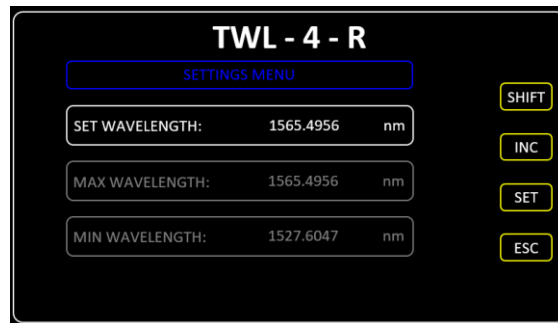 TWL - 4 - R
SETTINGS MENU
SHIFT
SET WAVELENGTH: 1565.4956 nm
INC
MAX WAVELENGTH: 1565.4956 nm
SET
MIN WAVELENGTH: 1527.6047 nm
ESC